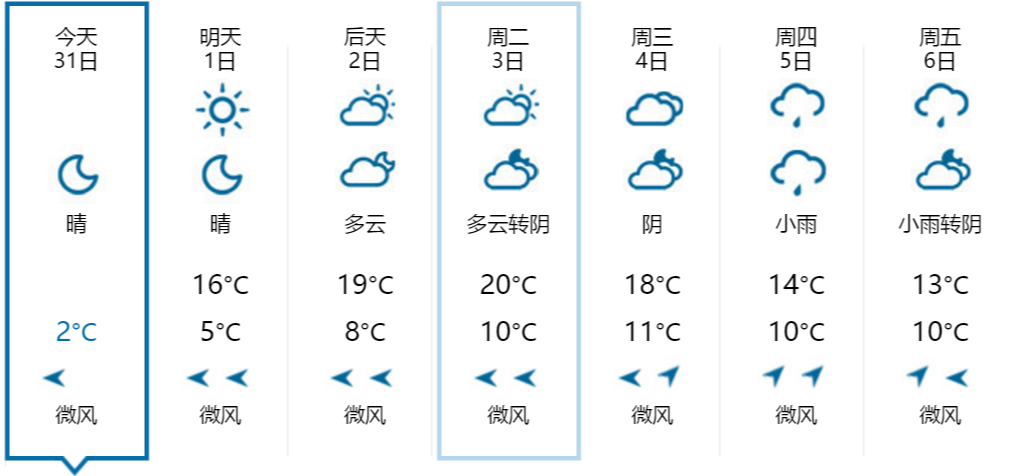 今天
31日
晴
2°C
微风
明天
1日
晴
16°C
5°C
微风
后天
2日
多云
19°C
8°C
微风
周二
3日
多云转阴
20°C
10°C
微风
周三
4日
阴
18°C
11°C
微风
周四
5日
小雨
14°C
10°C
微风
周五
6日
小雨转阴
13°C
10°C
微风